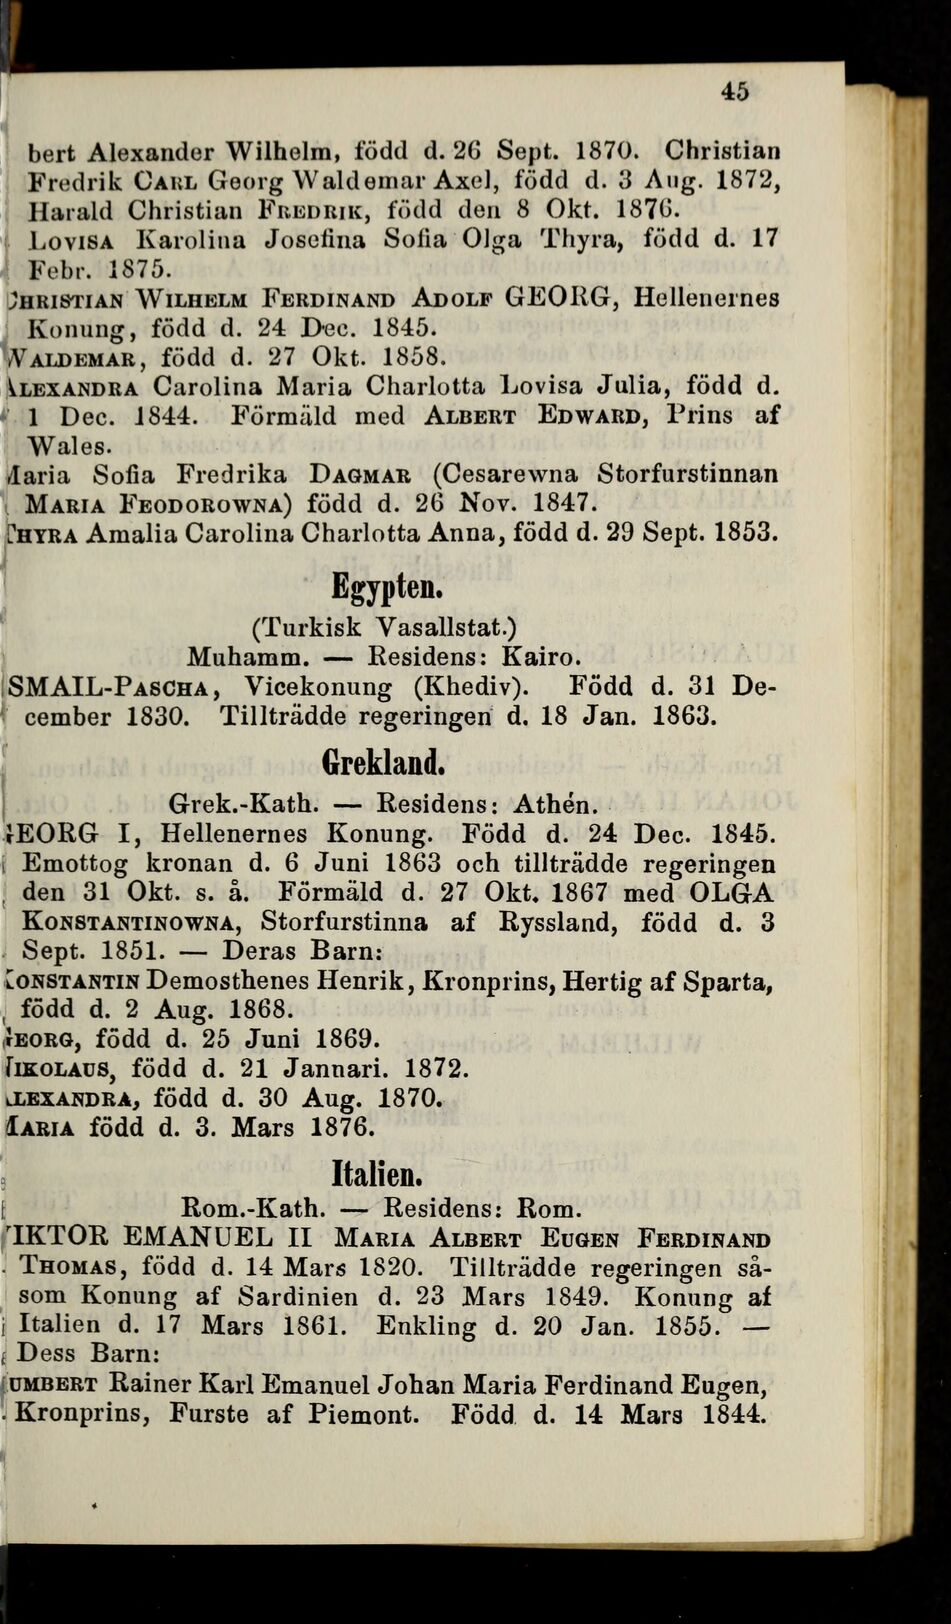 45
bert Alexander Wilhelm, född d. 26 Sept. 1870. Christian
Fredrik CARL Georg Waldemar Axel, född d. 3 Aug. 1872,
Harald Christian FREDRIK, född den 8 Okt. 1876.
LOVISA Karolina Josefina Sofia Olga Thyra, född d. 17
Febr. 1875.
CHRISTIAN WILHELM FERDINAND ADOLF GEORG, Hellenernes
Konung, född d. 24 Dec. 1845.
WALDEMAR, född d. 27 Okt. 1858.
ALEXANDRA Carolina Maria Charlotta Lovisa Julia, född d.
1 Dec. 1844. Förmäld med ALBERT EDWARD, Prins af
Wales.
Maria Sofia Fredrika DAGMAR (Cesarewna Storfurstinnan
MARIA FEODOROWNA) född d. 26 Nov. 1847.
THYRA Amalia Carolina Charlotta Anna, född d. 29 Sept. 1853.
Egypten.
(Turkisk Vasallstat.)
Muhamm. — Residens: Kairo.
ISMAIL-PASCHA, Vicekonung (Khediv). Född d. 31 De-
cember 1830. Tillträdde regeringen d. 18 Jan. 1863.
Grekland.
Grek.-Kath. — Residens: Athén.
GEORG I, Hellenernes Konung. Född d. 24 Dec. 1845.
Emottog kronan d. 6 Juni 1863 och tillträdde regeringen
den 31 Okt. s. å. Förmäld d. 27 Okt. 1867 med OLGA
KONSTANTINOWNA, Storfurstinna af Ryssland, född d. 3
Sept. 1851. — Deras Barn:
KONSTANTIN Demosthenes Henrik, Kronprins, Hertig af Sparta,
född d. 2 Aug. 1868.
GEORG, född d. 25 Juni 1869.
NIKOLAUS, född d. 21 Jannari. 1872.
ALEXANDRA, född d. 30 Aug. 1870.
MARIA född d. 3. Mars 1876.
Italien.
Rom.-Kath. — Residens: Rom.
VIKTOR EMANUEL II MARIA ALBERT EUGEN FERDINAND
THOMAS, född d. 14 Mars 1820. Tillträdde regeringen så-
som Konung af Sardinien d. 23 Mars 1849. Konung af
Italien d. 17 Mars 1861. Enkling d. 20 Jan. 1855. —
Dess Barn:
UMBERT Rainer Karl Emanuel Johan Maria Ferdinand Eugen,
Kronprins, Furste af Piemont. Född d. 14 Mars 1844.